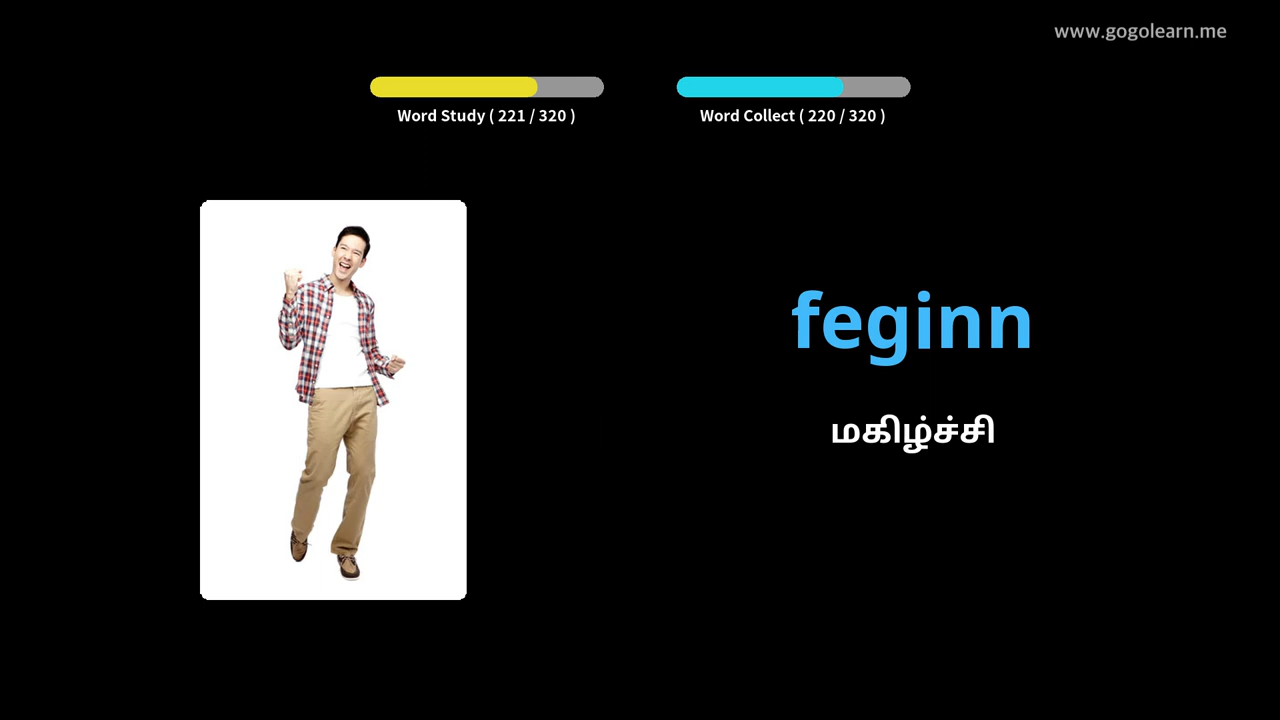 www.gogolearn.me
Word Study ( 221 / 320 )
Word Collect ( 220 / 320 )
feginn
மகிழ்ச்சி